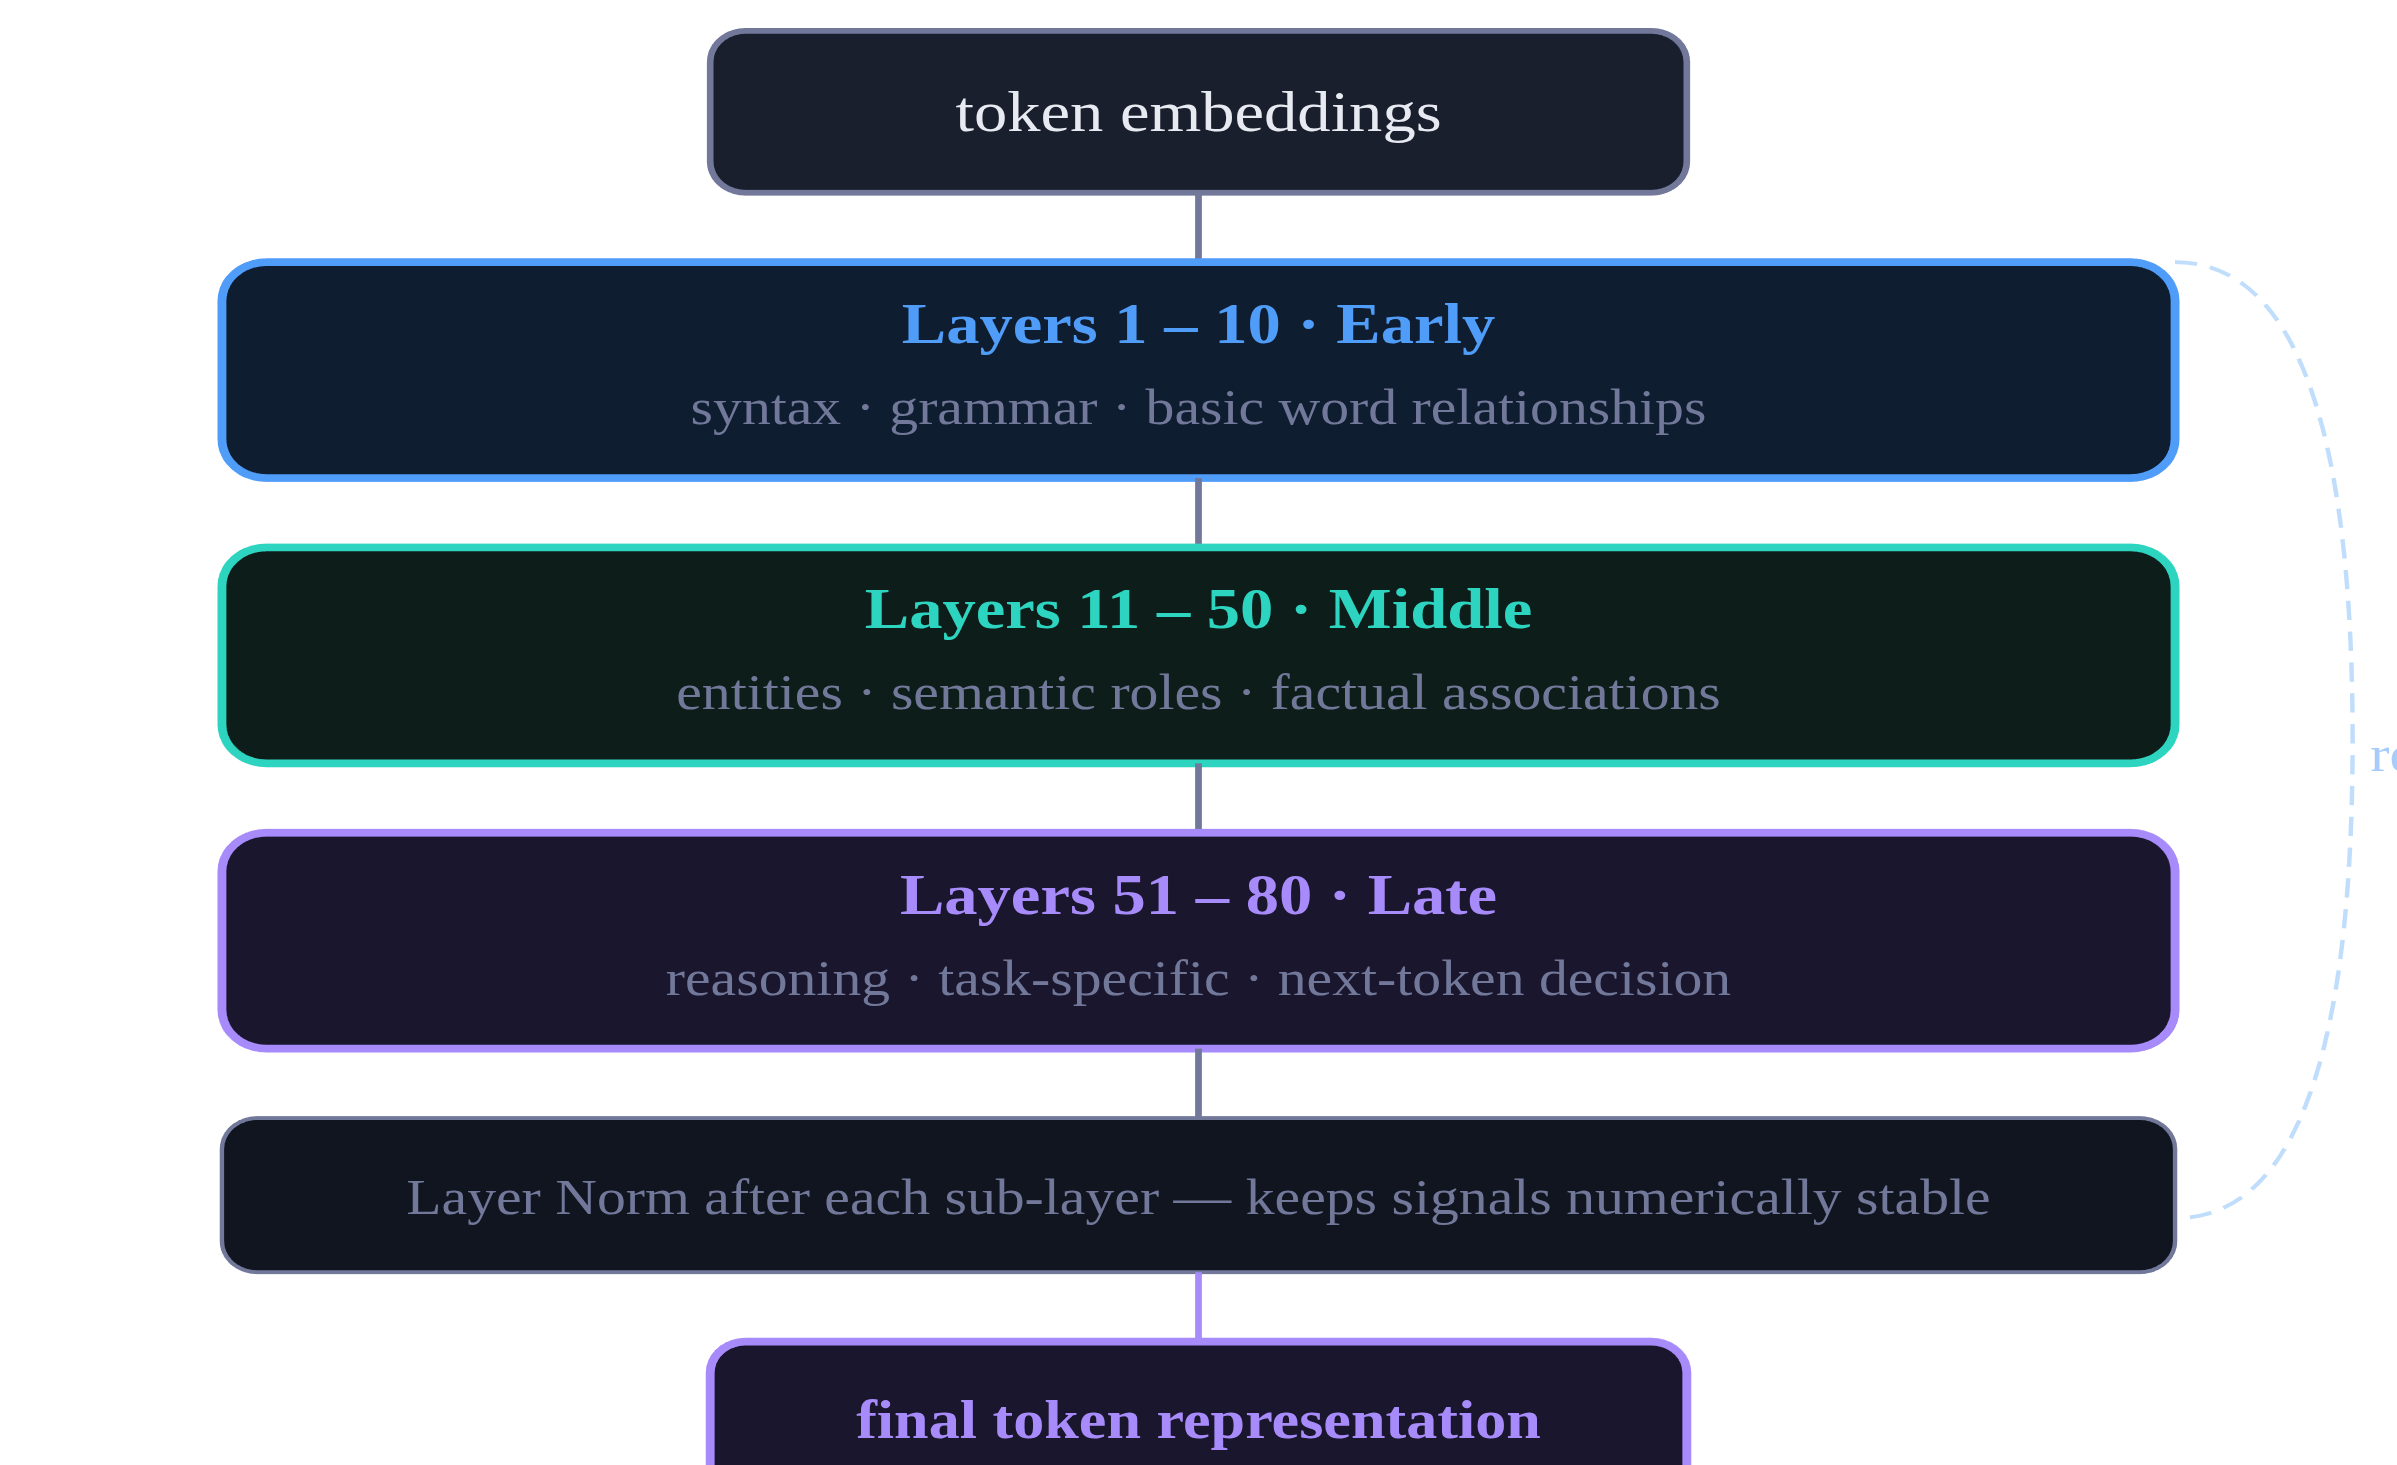 token embeddings
Layers 1 – 10 · Early
syntax · grammar · basic word relationships
Layers 11 – 50 · Middle
entities · semantic roles · factual associations
Layers 51 – 80 · Late
reasoning · task-specific · next-token decision
Layer Norm after each sub-layer — keeps signals numerically stable
final token representation